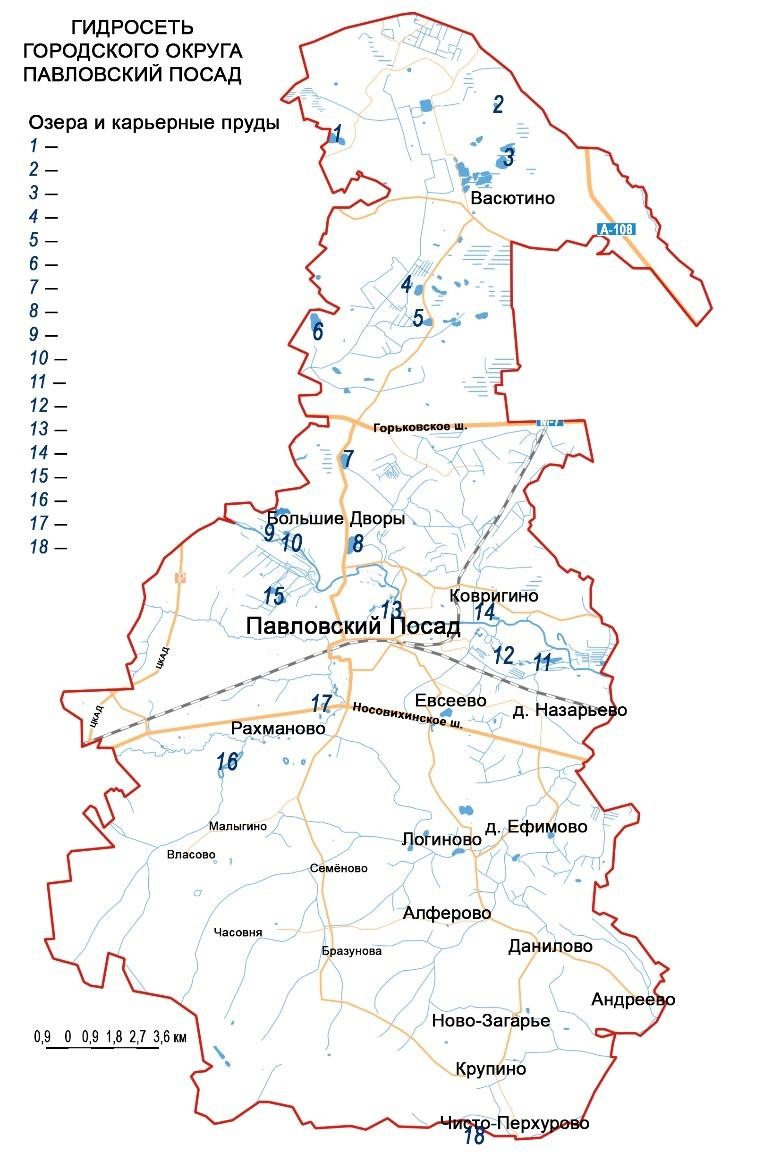 ГИДРОСЕТЬ
ГОРОДСКОГО ОКРУГА
ПАВЛОВСКИЙ ПОСАД
Озера и карьерные пруды
1 —
2 —
3 —
4 —
5 —
6 —
7 —
8 —
9 —
10 —
11 —
12 —
13 —
14 —
15 —
16 —
17 —
18 —
1
2
3
Васютино
А-108
4
5
6
Горьковское ш.
М-7
7
Большие Дворы
9
10
8
15
13
Ковригино
14
Павловский Посад
12
11
ЦКАД
ЦКАД
17
Евсеево
д. Назарьево
Носовихинское ш.
Рахманово
16
Малыгино
Логиново
д. Ефимово
Власово
Семёново
Алферово
Часовня
Бразунова
Данилово
Андреево
Ново-Загарье
0,9 0 0,9 1,8 2,7 3,6 км
Крупино
Чисто-Перхурово
18